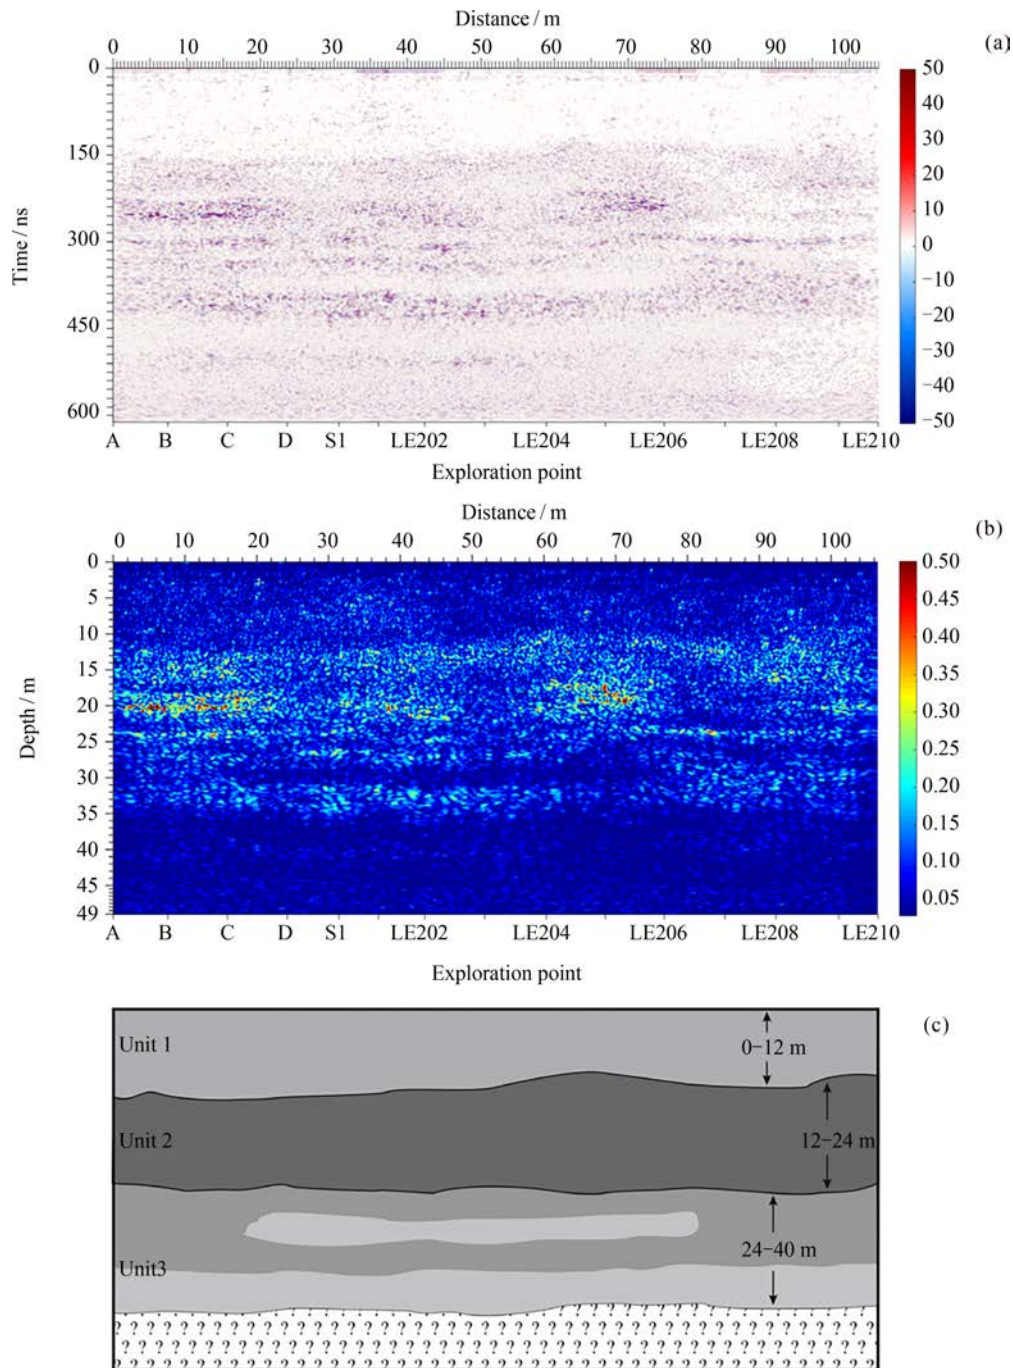 Distance / m
(a)
0 10 20 30 40 50 60 70 80 90 100
0
150
300
450
600
Time / ns
50
40
30
20
10
0
−10
−20
−30
−40
−50
A B C D S1 LE202 LE204 LE206 LE208 LE210
Exploration point
Distance / m
(b)
0 10 20 30 40 50 60 70 80 90 100
0
5
10
15
20
25
30
35
40
45
49
Depth / m
0.50
0.45
0.40
0.35
0.30
0.25
0.20
0.15
0.10
0.05
A B C D S1 LE202 LE204 LE206 LE208 LE210
Exploration point
(c)
Unit 1
0−12 m
Unit 2
12−24 m
24−40 m
Unit3
? ? ? ? ? ? ? ? ? ? ? ? ? ? ? ? ? ? ? ? ? ? ? ? ? ? ? ? ? ? ? ? ? ? ? ?
? ? ? ? ? ? ? ? ? ? ? ? ? ? ? ? ? ? ? ? ? ? ? ? ? ? ? ? ? ? ? ? ? ? ? ?
? ? ? ? ? ? ? ? ? ? ? ? ? ? ? ? ? ? ? ? ? ? ? ? ? ? ? ? ? ? ? ? ? ? ? ?